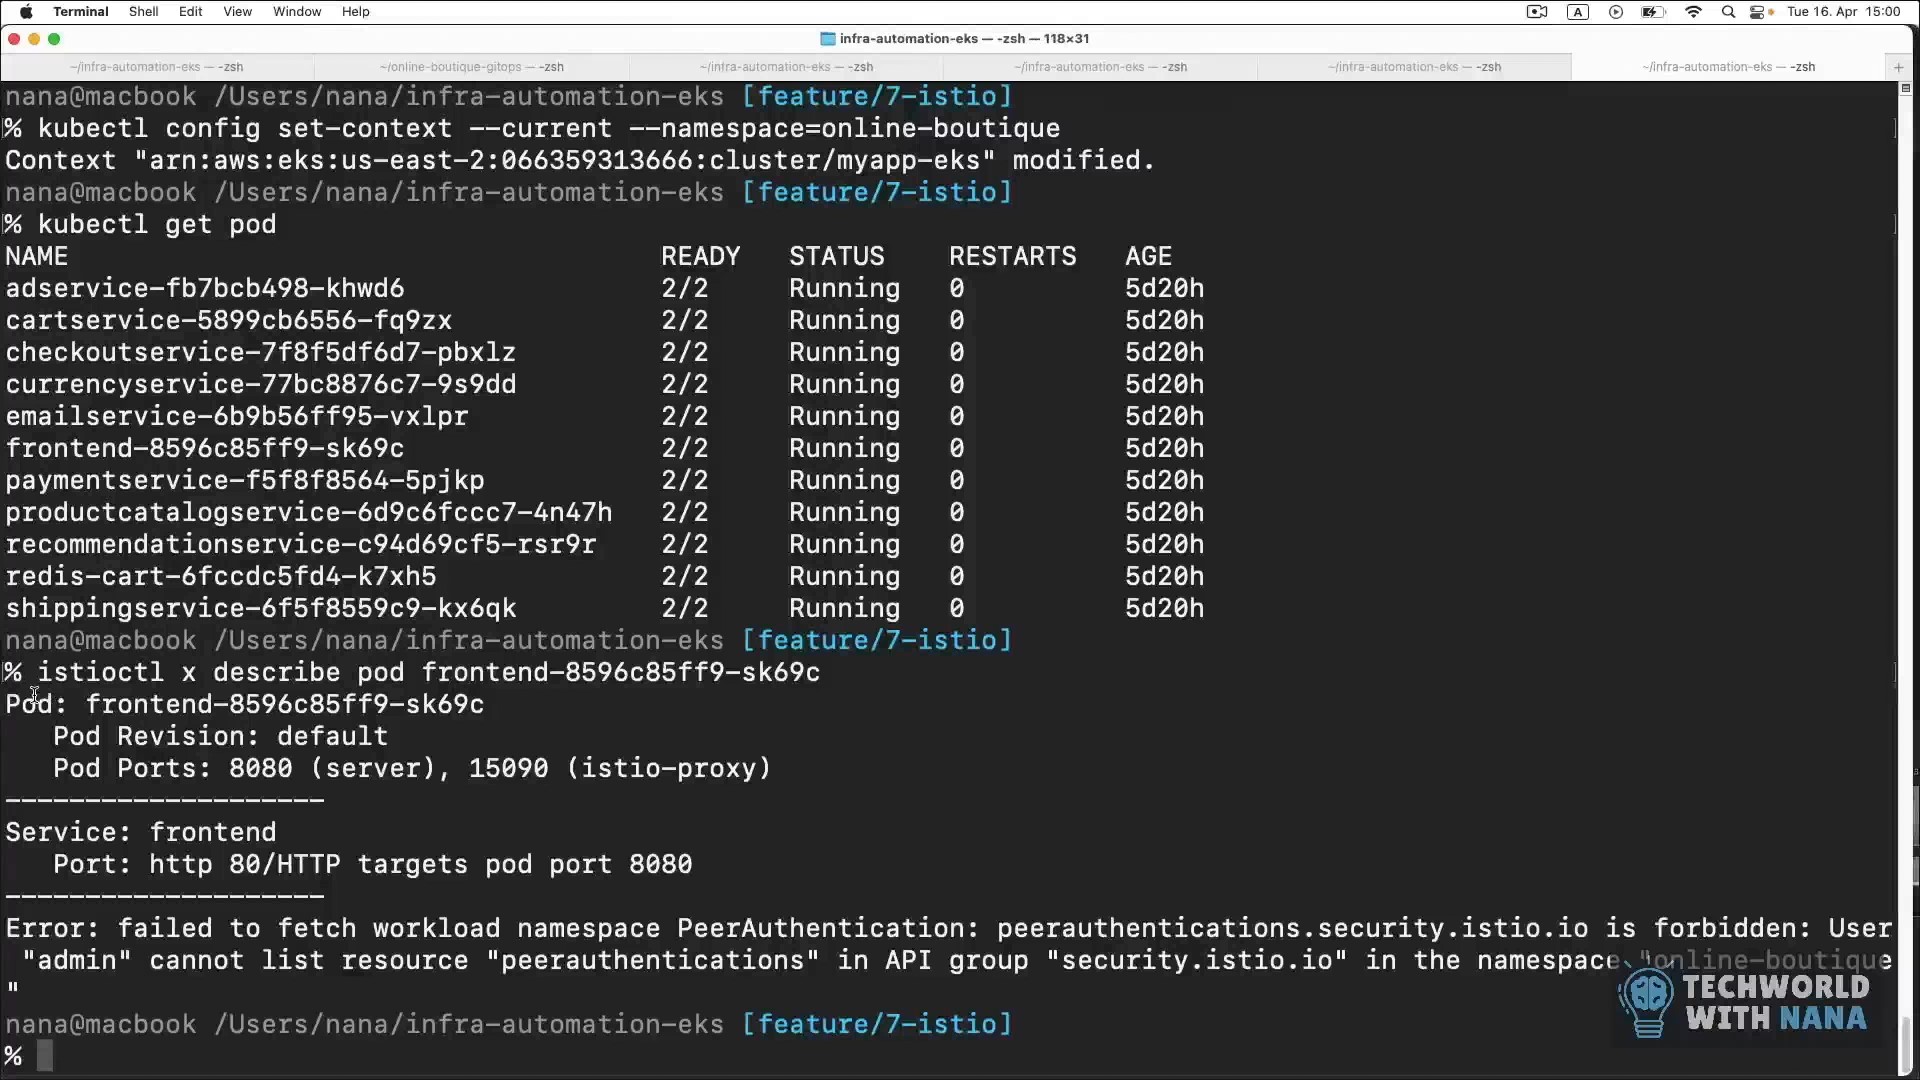 Terminal Shell Edit View Window Help A Tue 16. Apr 15:00
infra-automation-eks — -zsh — 118×31
~/infra-automation-eks — -zsh ~/online-boutique-gitops — -zsh ~/infra-automation-eks — -zsh ~/infra-automation-eks — -zsh ~/infra-automation-eks — -zsh ~/infra-automation-eks — -zsh +
nana@macbook /Users/nana/infra-automation-eks [feature/7-istio]
% kubectl config set-context --current --namespace=online-boutique
Context "arn:aws:eks:us-east-2:066359313666:cluster/myapp-eks" modified.
nana@macbook /Users/nana/infra-automation-eks [feature/7-istio]
% kubectl get pod
NAME READY STATUS RESTARTS AGE
adservice-fb7bcb498-khwd6 2/2 Running 0 5d20h
cartservice-5899cb6556-fq9zx 2/2 Running 0 5d20h
checkoutservice-7f8f5df6d7-pbxlz 2/2 Running 0 5d20h
currencyservice-77bc8876c7-9s9dd 2/2 Running 0 5d20h
emailservice-6b9b56ff95-vxlpr 2/2 Running 0 5d20h
frontend-8596c85ff9-sk69c 2/2 Running 0 5d20h
paymentservice-f5f8f8564-5pjkp 2/2 Running 0 5d20h
productcatalogservice-6d9c6fccc7-4n47h 2/2 Running 0 5d20h
recommendationservice-c94d69cf5-rsr9r 2/2 Running 0 5d20h
redis-cart-6fccdc5fd4-k7xh5 2/2 Running 0 5d20h
shippingservice-6f5f8559c9-kx6qk 2/2 Running 0 5d20h
nana@macbook /Users/nana/infra-automation-eks [feature/7-istio]
% istioctl x describe pod frontend-8596c85ff9-sk69c
Pod: frontend-8596c85ff9-sk69c
Pod Revision: default
Pod Ports: 8080 (server), 15090 (istio-proxy)
--------------------
Service: frontend
Port: http 80/HTTP targets pod port 8080
--------------------
Error: failed to fetch workload namespace PeerAuthentication: peerauthentications.security.istio.io is forbidden: User
"admin" cannot list resource "peerauthentications" in API group "security.istio.io" in the namespace "online-boutique
"
nana@macbook /Users/nana/infra-automation-eks [feature/7-istio]
%
TECHWORLD
WITH NANA